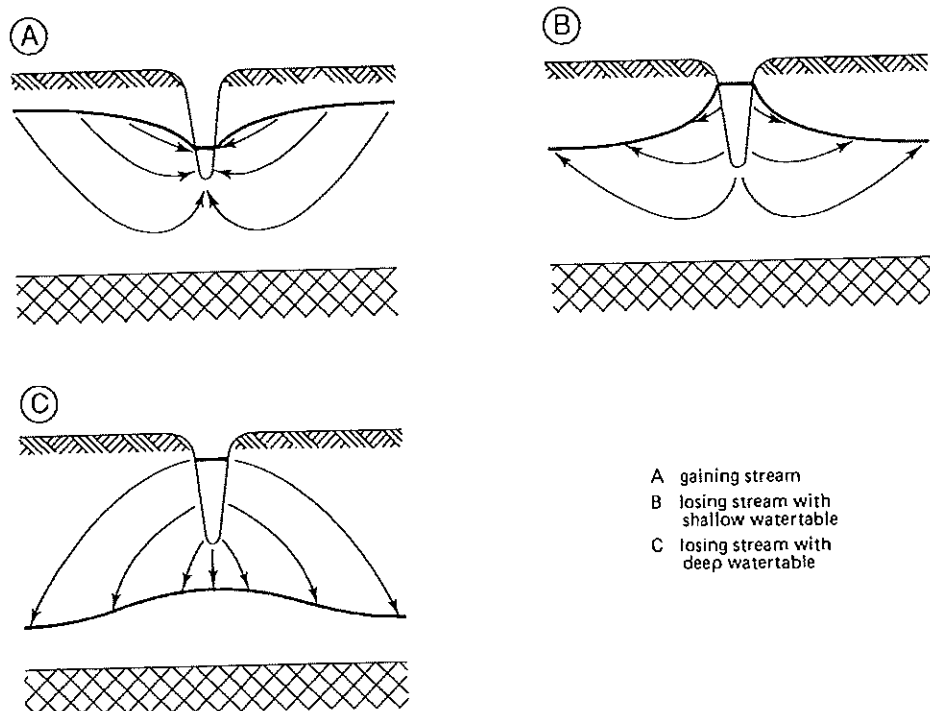 A
B
C
A gaining stream
B losing stream with
shallow watertable
C losing stream with
deep watertable